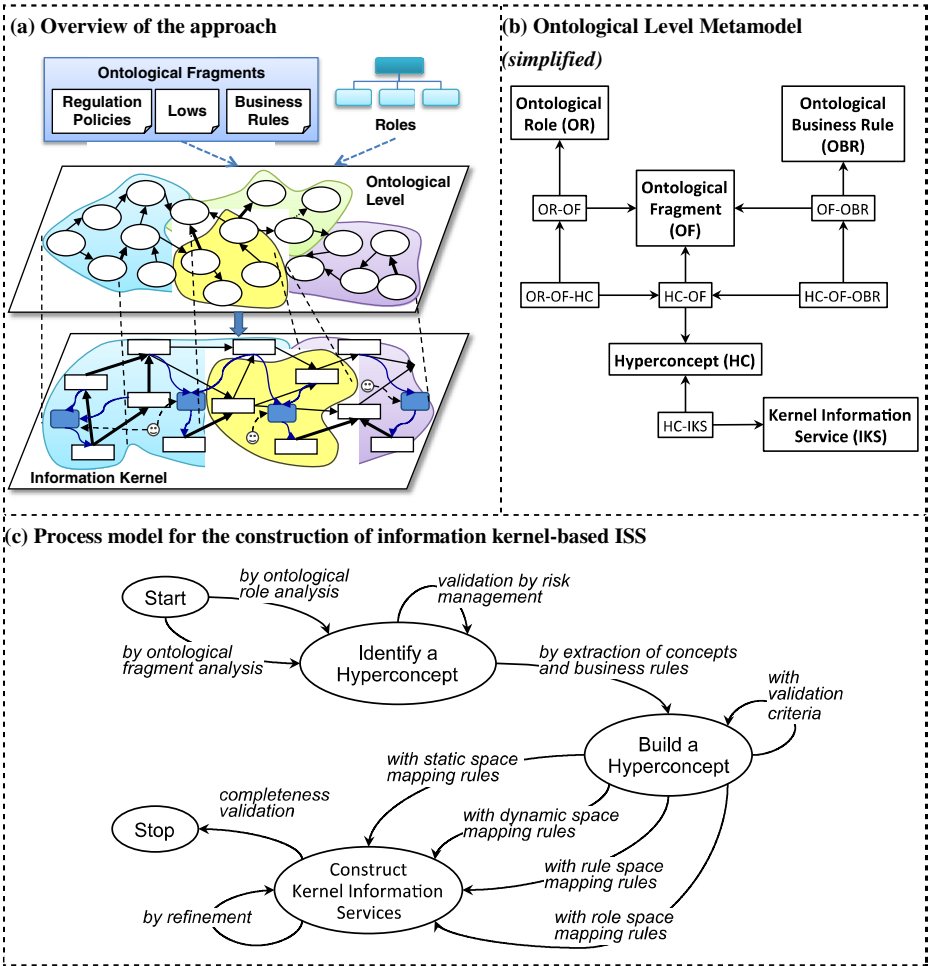 (a) Overview of the approach
Ontological Fragments
Regulation
Policies
Lows
Business
Rules
Roles
Ontological
Level
Information Kernel
(b) Ontological Level Metamodel
(simplified)
Ontological
Role (OR)
Ontological
Business Rule
(OBR)
Ontological
Fragment
(OF)
OR-OF
OF-OBR
OR-OF-HC
HC-OF
HC-OF-OBR
Hyperconcept (HC)
HC-IKS
Kernel Information
Service (IKS)
(c) Process model for the construction of information kernel-based ISS
Start
by ontological
role analysis
validation by risk
management
by ontological
fragment analysis
Identify a
Hyperconcept
by extraction of concepts
and business rules
with
validation
criteria
Build a
Hyperconcept
with static space
mapping rules
completeness
validation
with dynamic space
mapping rules
Stop
Construct
Kernel Information
Services
with rule space
mapping rules
by refinement
with role space
mapping rules